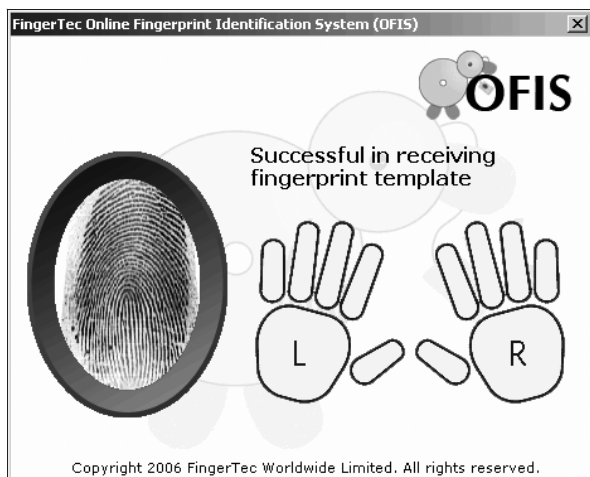 FingerTec Online Fingerprint Identification System (OFIS)
OFIS
Successful in receiving
fingerprint template
L R
Copyright 2006 FingerTec Worldwide Limited. All rights reserved.